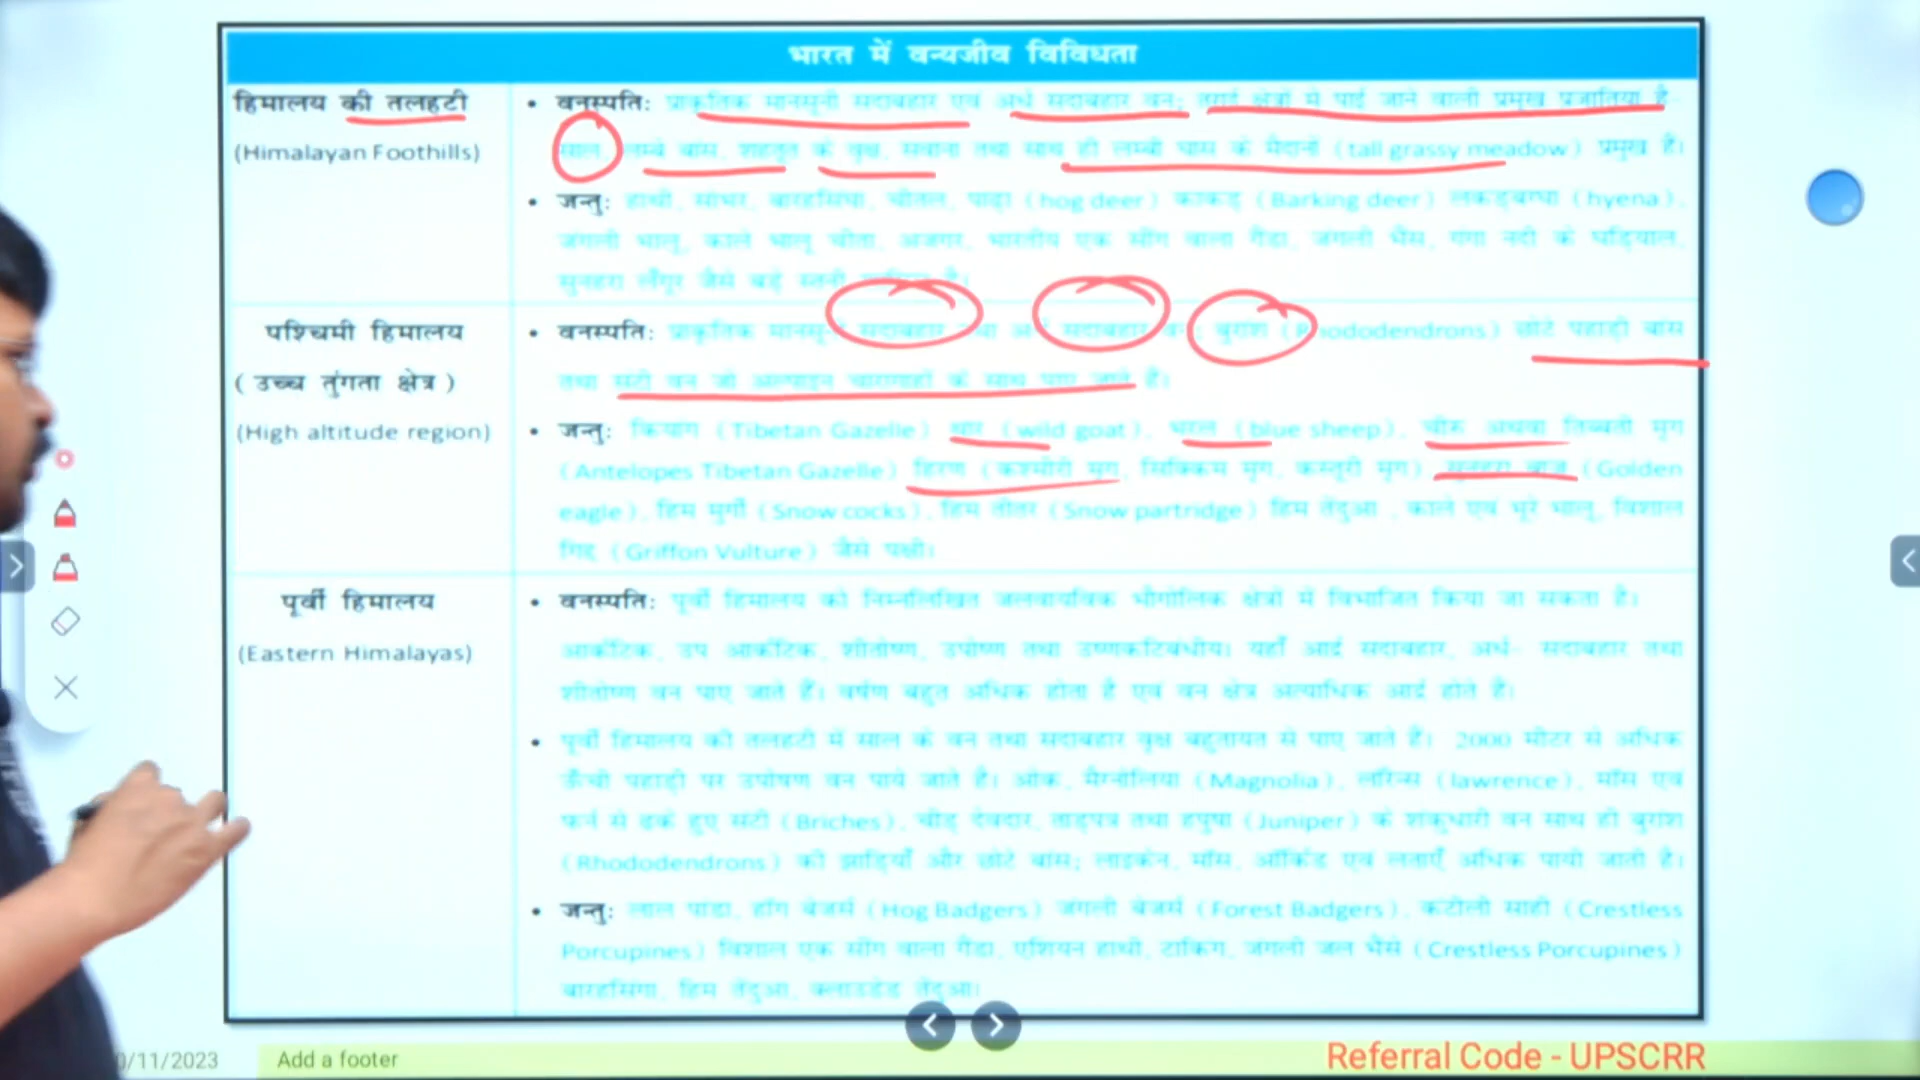 भारत में वन्यजीव विविधता
हिमालय की तलहटी
(Himalayan Foothills)
• वनस्पति: प्राकृतिक मानसूनी सदाबहार एवं अर्ध सदाबहार वन; तराई क्षेत्रों में पाई जाने वाली प्रमुख प्रजातियां है
साल, लम्बे बांस, शहतूत के वृक्ष, सवाना तथा साथ ही लम्बी घास के मैदानों (tall grassy meadow) प्रमुख हैं।
• जन्तु: हाथी, सांभर, बारहसिंघा, चीतल, पाढ़ा (hog deer) काकड़ (Barking deer) लकड़बग्घा (hyena),
जंगली भालू, काले भालू चीता, अजगर, भारतीय एक सींग वाला गैंडा, जंगली भैंस, गंगा नदी के घड़ियाल,
सुनहरा लँगूर जैसे बड़े स्तनी है।
पश्चिमी हिमालय
(उच्च तुंगता क्षेत्र)
(High altitude region)
• वनस्पति: प्राकृतिक मानसूनी सदाबहार तथा अर्ध सदाबहार वन बुरांश (Rhododendrons) छोटे पहाड़ी बांस
तथा संटी वन जो अल्पाइन चारागाहों के साथ पाए जाते हैं।
• जन्तु: कियांग (Tibetan Gazelle) थार (wild goat), भरल (blue sheep), चीरू अथवा तिब्बती मृग
(Antelopes Tibetan Gazelle) हिरण (कश्मीरी मृग, सिक्किम मृग, कस्तूरी मृग) सुनहरा बाज (Golden
eagle), हिम मुर्गी (Snow cocks), हिम तीतर (Snow partridge) हिम तेंदुआ , काले एवं भूरे भालू, विशाल
गिद्द (Griffon Vulture) जैसे पक्षी।
पूर्वी हिमालय
(Eastern Himalayas)
• वनस्पति: पूर्वी हिमालय को निम्नलिखित जलवायविक भौगोलिक क्षेत्रों में विभाजित किया जा सकता है।
आर्कटिक, उप आर्कटिक, शीतोष्ण, उपोष्ण तथा उष्णकटिबंधीय। यहाँ आर्द्र सदाबहार, अर्ध- सदाबहार तथा
शीतोष्ण वन पाए जाते हैं। वर्षण बहुत अधिक होता है एवं वन क्षेत्र अत्याधिक आर्द्र होते है।
• पूर्वी हिमालय की तलहटी में साल के वन तथा सदाबहार वृक्ष बहुतायत से पाए जाते हैं। 2000 मीटर से अधिक
ऊँची पहाड़ी पर उपोषण वन पाये जाते है। ओक, मैग्नोलिया (Magnolia), लॉरेन्स (lawrence), मॉस एवं
फर्न से ढके हुए संटी (Briches), चीड़ देवदार, ताड़पत्र तथा हपुषा (Juniper) के शंकुधारी वन साथ ही बुरांश
(Rhododendrons) की झाड़ियाँ और छोटे बांस; लाइकेन, मॉस, ऑर्किड एवं लताएँ अधिक पायी जाती है।
• जन्तु: लाल पांडा, हॉग बेजर्स (Hog Badgers) जंगली बेजर्स (Forest Badgers), कंटीली साही (Crestless
Porcupines) विशाल एक सींग वाला गैंडा, एशियन हाथी, टाकिंग, जंगली जल भैंसे (Crestless Porcupines)
बारहसिंगा, हिम तेंदुआ, क्लाउडेड तेंदुआ।
0/11/2023
Add a footer
Referral Code - UPSCRR